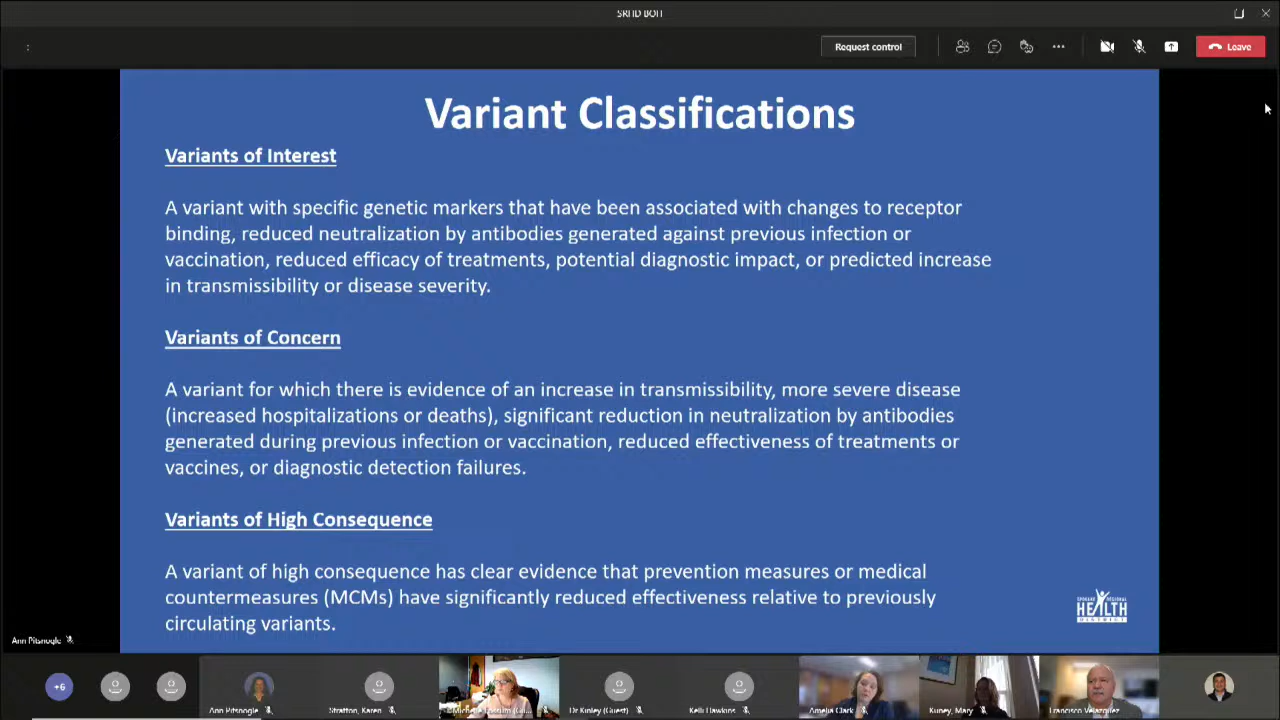 SRHD BOH
Request control
Leave
Variant Classifications
Variants of Interest
A variant with specific genetic markers that have been associated with changes to receptor
binding, reduced neutralization by antibodies generated against previous infection or
vaccination, reduced efficacy of treatments, potential diagnostic impact, or predicted increase
in transmissibility or disease severity.
Variants of Concern
A variant for which there is evidence of an increase in transmissibility, more severe disease
(increased hospitalizations or deaths), significant reduction in neutralization by antibodies
generated during previous infection or vaccination, reduced effectiveness of treatments or
vaccines, or diagnostic detection failures.
Variants of High Consequence
A variant of high consequence has clear evidence that prevention measures or medical
countermeasures (MCMs) have significantly reduced effectiveness relative to previously
circulating variants.
SPOKANE REGIONAL
HEALTH
DISTRICT
Ann Pitsnogle
+6
Ann Pitsnogle
Stratton, Karen
Michelle
Dr Kinley (Guest)
Kelli Hawkins
Amelia Clark
Kuney, Mary
Francisco Velazquez